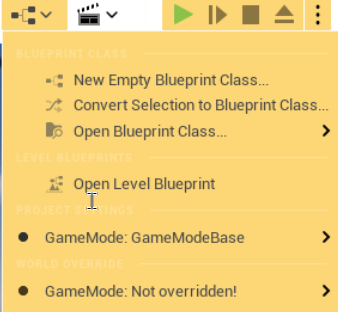 BLUEPRINT CLASS
New Empty Blueprint Class...
Convert Selection to Blueprint Class...
Open Blueprint Class...
LEVEL BLUEPRINTS
Open Level Blueprint
PROJECT SETTINGS
GameMode: GameModeBase
WORLD OVERRIDE
GameMode: Not overridden!